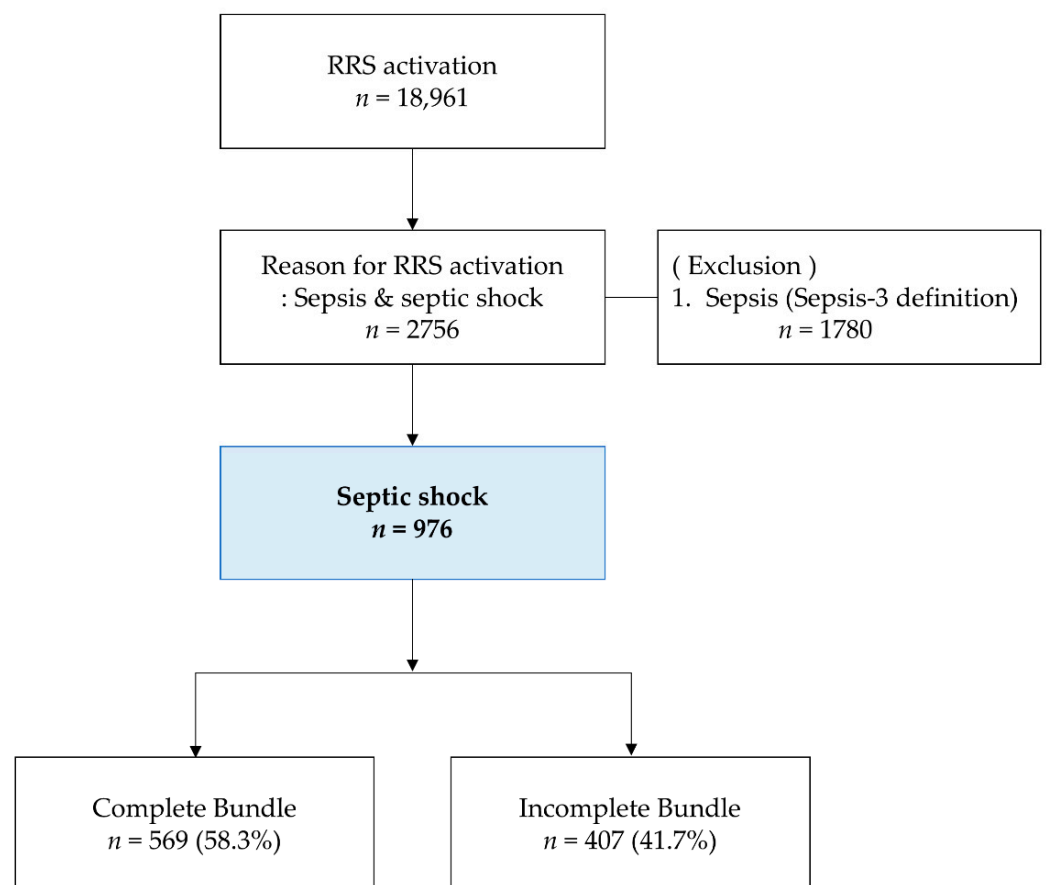 RRS activation
n = 18,961
Reason for RRS activation
: Sepsis & septic shock
n = 2756
( Exclusion )
1. Sepsis (Sepsis-3 definition)
n = 1780
Septic shock
n = 976
Complete Bundle
n = 569 (58.3%)
Incomplete Bundle
n = 407 (41.7%)